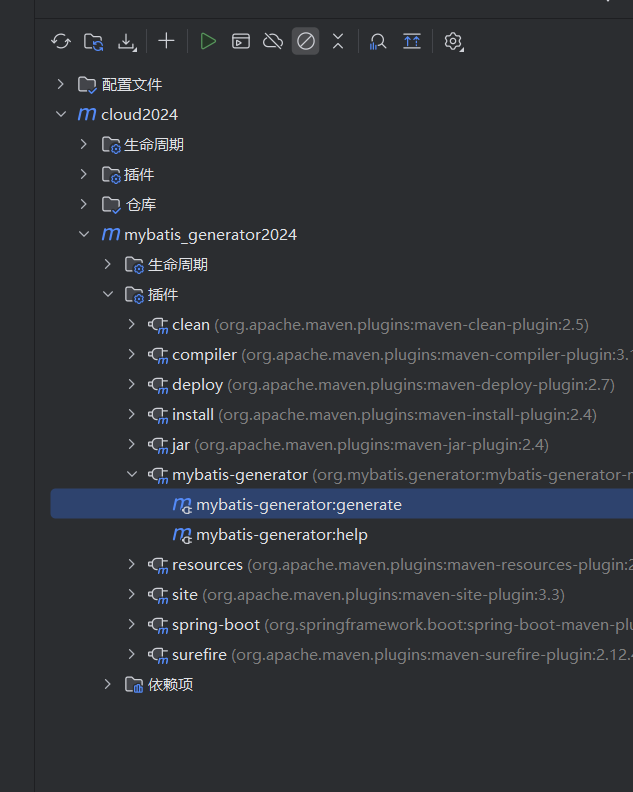 配置文件
cloud2024
生命周期
插件
仓库
mybatis_generator2024
生命周期
插件
clean (org.apache.maven.plugins:maven-clean-plugin:2.5)
compiler (org.apache.maven.plugins:maven-compiler-plugin:3.1
deploy (org.apache.maven.plugins:maven-deploy-plugin:2.7)
install (org.apache.maven.plugins:maven-install-plugin:2.4)
jar (org.apache.maven.plugins:maven-jar-plugin:2.4)
mybatis-generator (org.mybatis.generator:mybatis-generator-m
mybatis-generator:generate
mybatis-generator:help
resources (org.apache.maven.plugins:maven-resources-plugin:2
site (org.apache.maven.plugins:maven-site-plugin:3.3)
spring-boot (org.springframework.boot:spring-boot-maven-plu
surefire (org.apache.maven.plugins:maven-surefire-plugin:2.12.4
依赖项